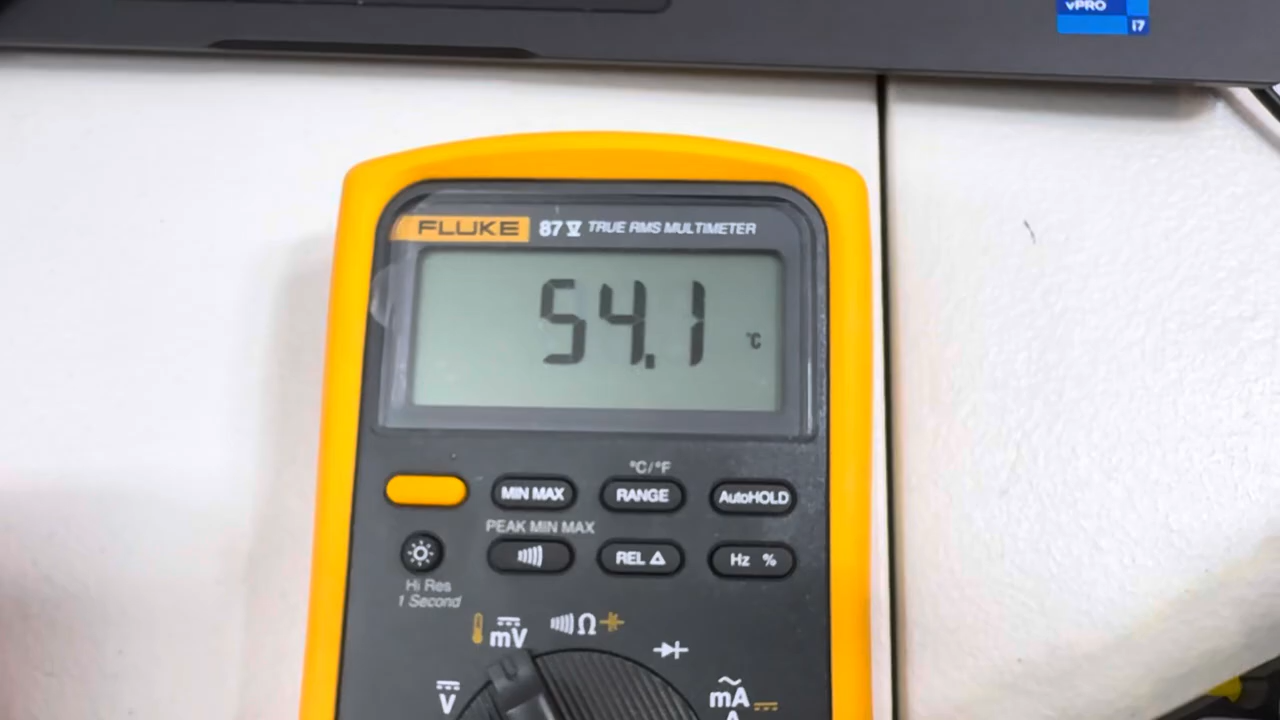 vPRO
i7
FLUKE 87 V TRUE RMS MULTIMETER
54.1 °C
°C/°F
MIN MAX RANGE AutoHOLD
PEAK MIN MAX
REL △ Hz %
Hi Res
1 Second
mV Ω
V
mA
A